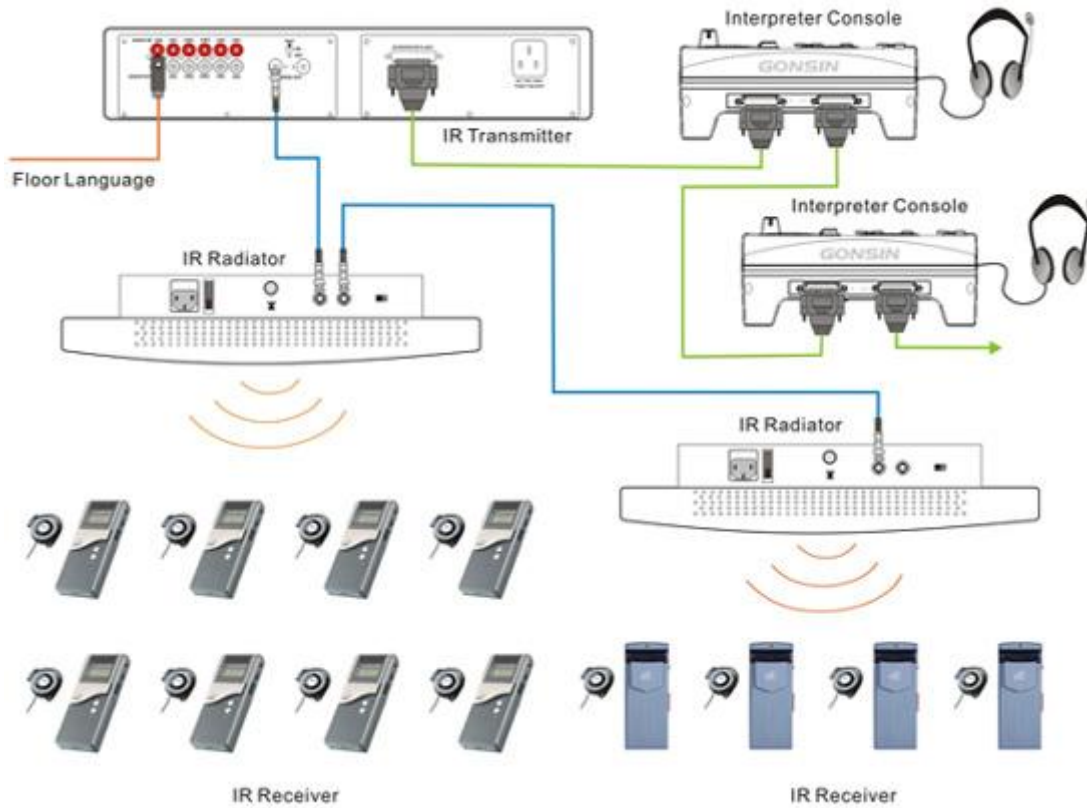 Interpreter Console
GONSIN
IR Transmitter
Floor Language
Interpreter Console
GONSIN
IR Radiator
IR Radiator
IR Receiver
IR Receiver